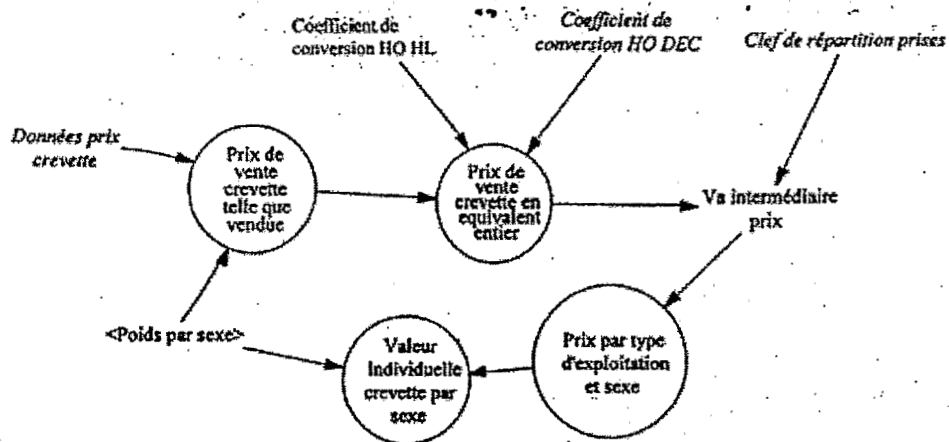 Coefficient de
conversion HO HL
Coefficient de
conversion HO DEC
Clef de répartition prises
Données prix
crevette
Prix de
vente
crevette
telle que
vendue
Prix de
vente
crevette en
equivalent
entier
Va intermédiaire
prix
<Poids par sexe>
Valeur
Individuelle
crevette par
sexe
Prix par type
d'exploitation
et sexe